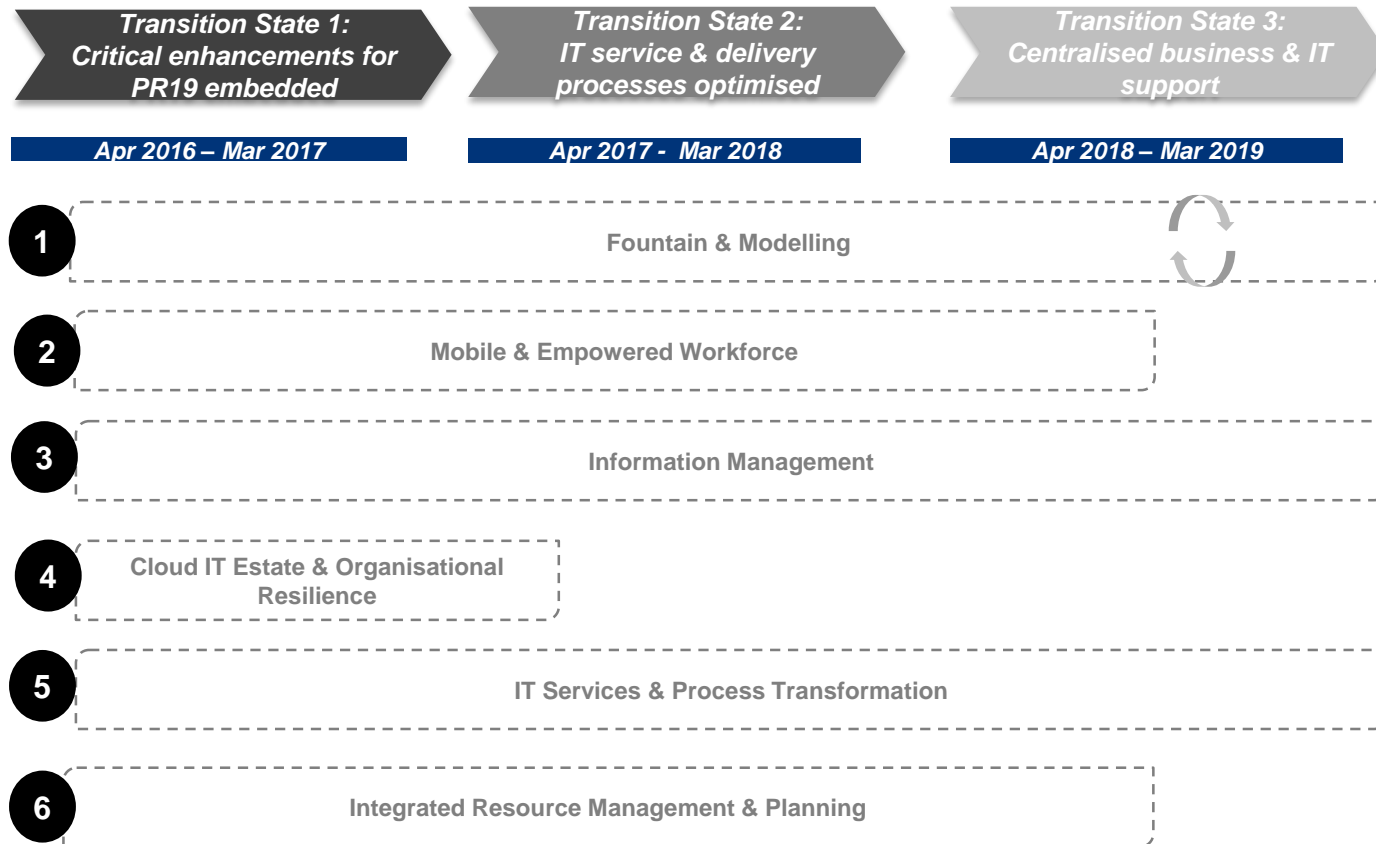 Transition State 1:
Critical enhancements for
PR19 embedded
Transition State 2:
IT service & delivery
processes optimised
Transition State 3:
Centralised business & IT
support
Apr 2016 – Mar 2017
Apr 2017 - Mar 2018
Apr 2018 – Mar 2019
1
Fountain & Modelling
2
Mobile & Empowered Workforce
3
Information Management
4
Cloud IT Estate & Organisational
Resilience
5
IT Services & Process Transformation
6
Integrated Resource Management & Planning